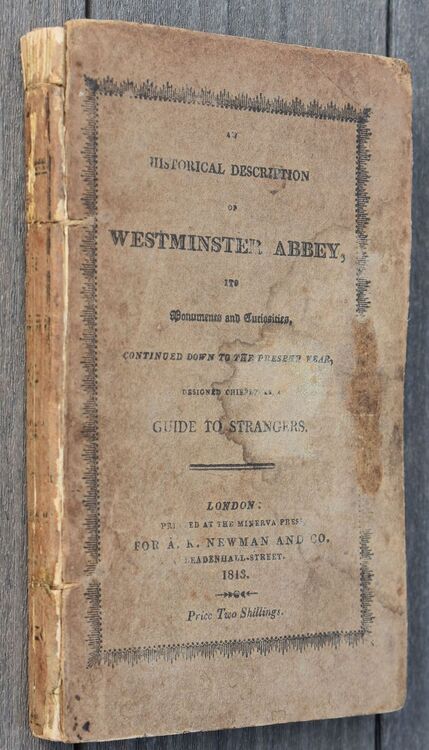 AN
HISTORICAL DESCRIPTION
OF
WESTMINSTER ABBEY,
ITS
Monuments and Curiosities,
CONTINUED DOWN TO THE PRESENT YEAR,
DESIGNED CHIEFLY AS A
GUIDE TO STRANGERS.
LONDON:
PRINTED AT THE MINERVA PRESS,
FOR A. K. NEWMAN AND CO.
LEADENHALL-STREET.
1813.
Price Two Shillings.